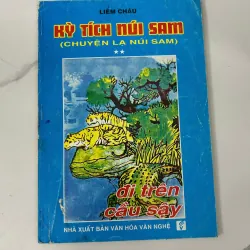 LIÊM CHÂU
KỲ TÍCH NÚI SAM
(CHUYỆN LẠ NÚI SAM)
**
đi trên
cầu sậy
NHÀ XUẤT BẢN VĂN HÓA VĂN NGHỆ